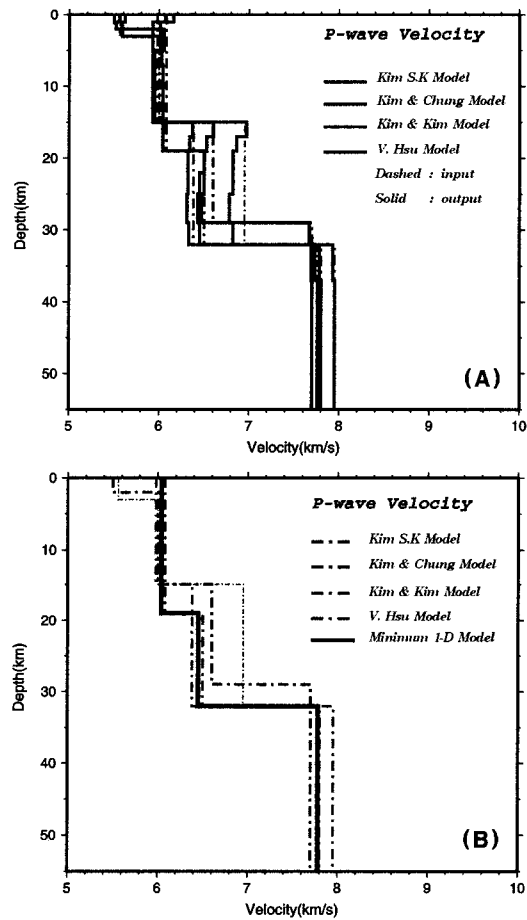 P-wave Velocity
Kim S.K Model
Kim & Chung Model
Kim & Kim Model
V. Hsu Model
Dashed : input
Solid : output
0
10
20
30
40
50
Depth(km)
(A)
5 6 7 8 9 10
Velocity(km/s)
P-wave Velocity
Kim S.K Model
Kim & Chung Model
Kim & Kim Model
V. Hsu Model
Minimum 1-D Model
0
10
20
30
40
50
Depth(km)
(B)
5 6 7 8 9 10
Velocity(km/s)